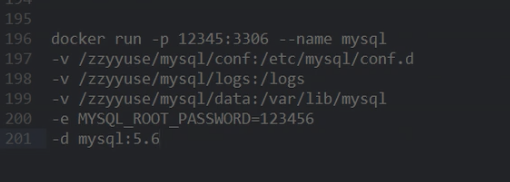 195
196 docker run -p 12345:3306 --name mysql
197 -v /zzyyuse/mysql/conf:/etc/mysql/conf.d
198 -v /zzyyuse/mysql/logs:/logs
199 -v /zzyyuse/mysql/data:/var/lib/mysql
200 -e MYSQL_ROOT_PASSWORD=123456
201 -d mysql:5.6